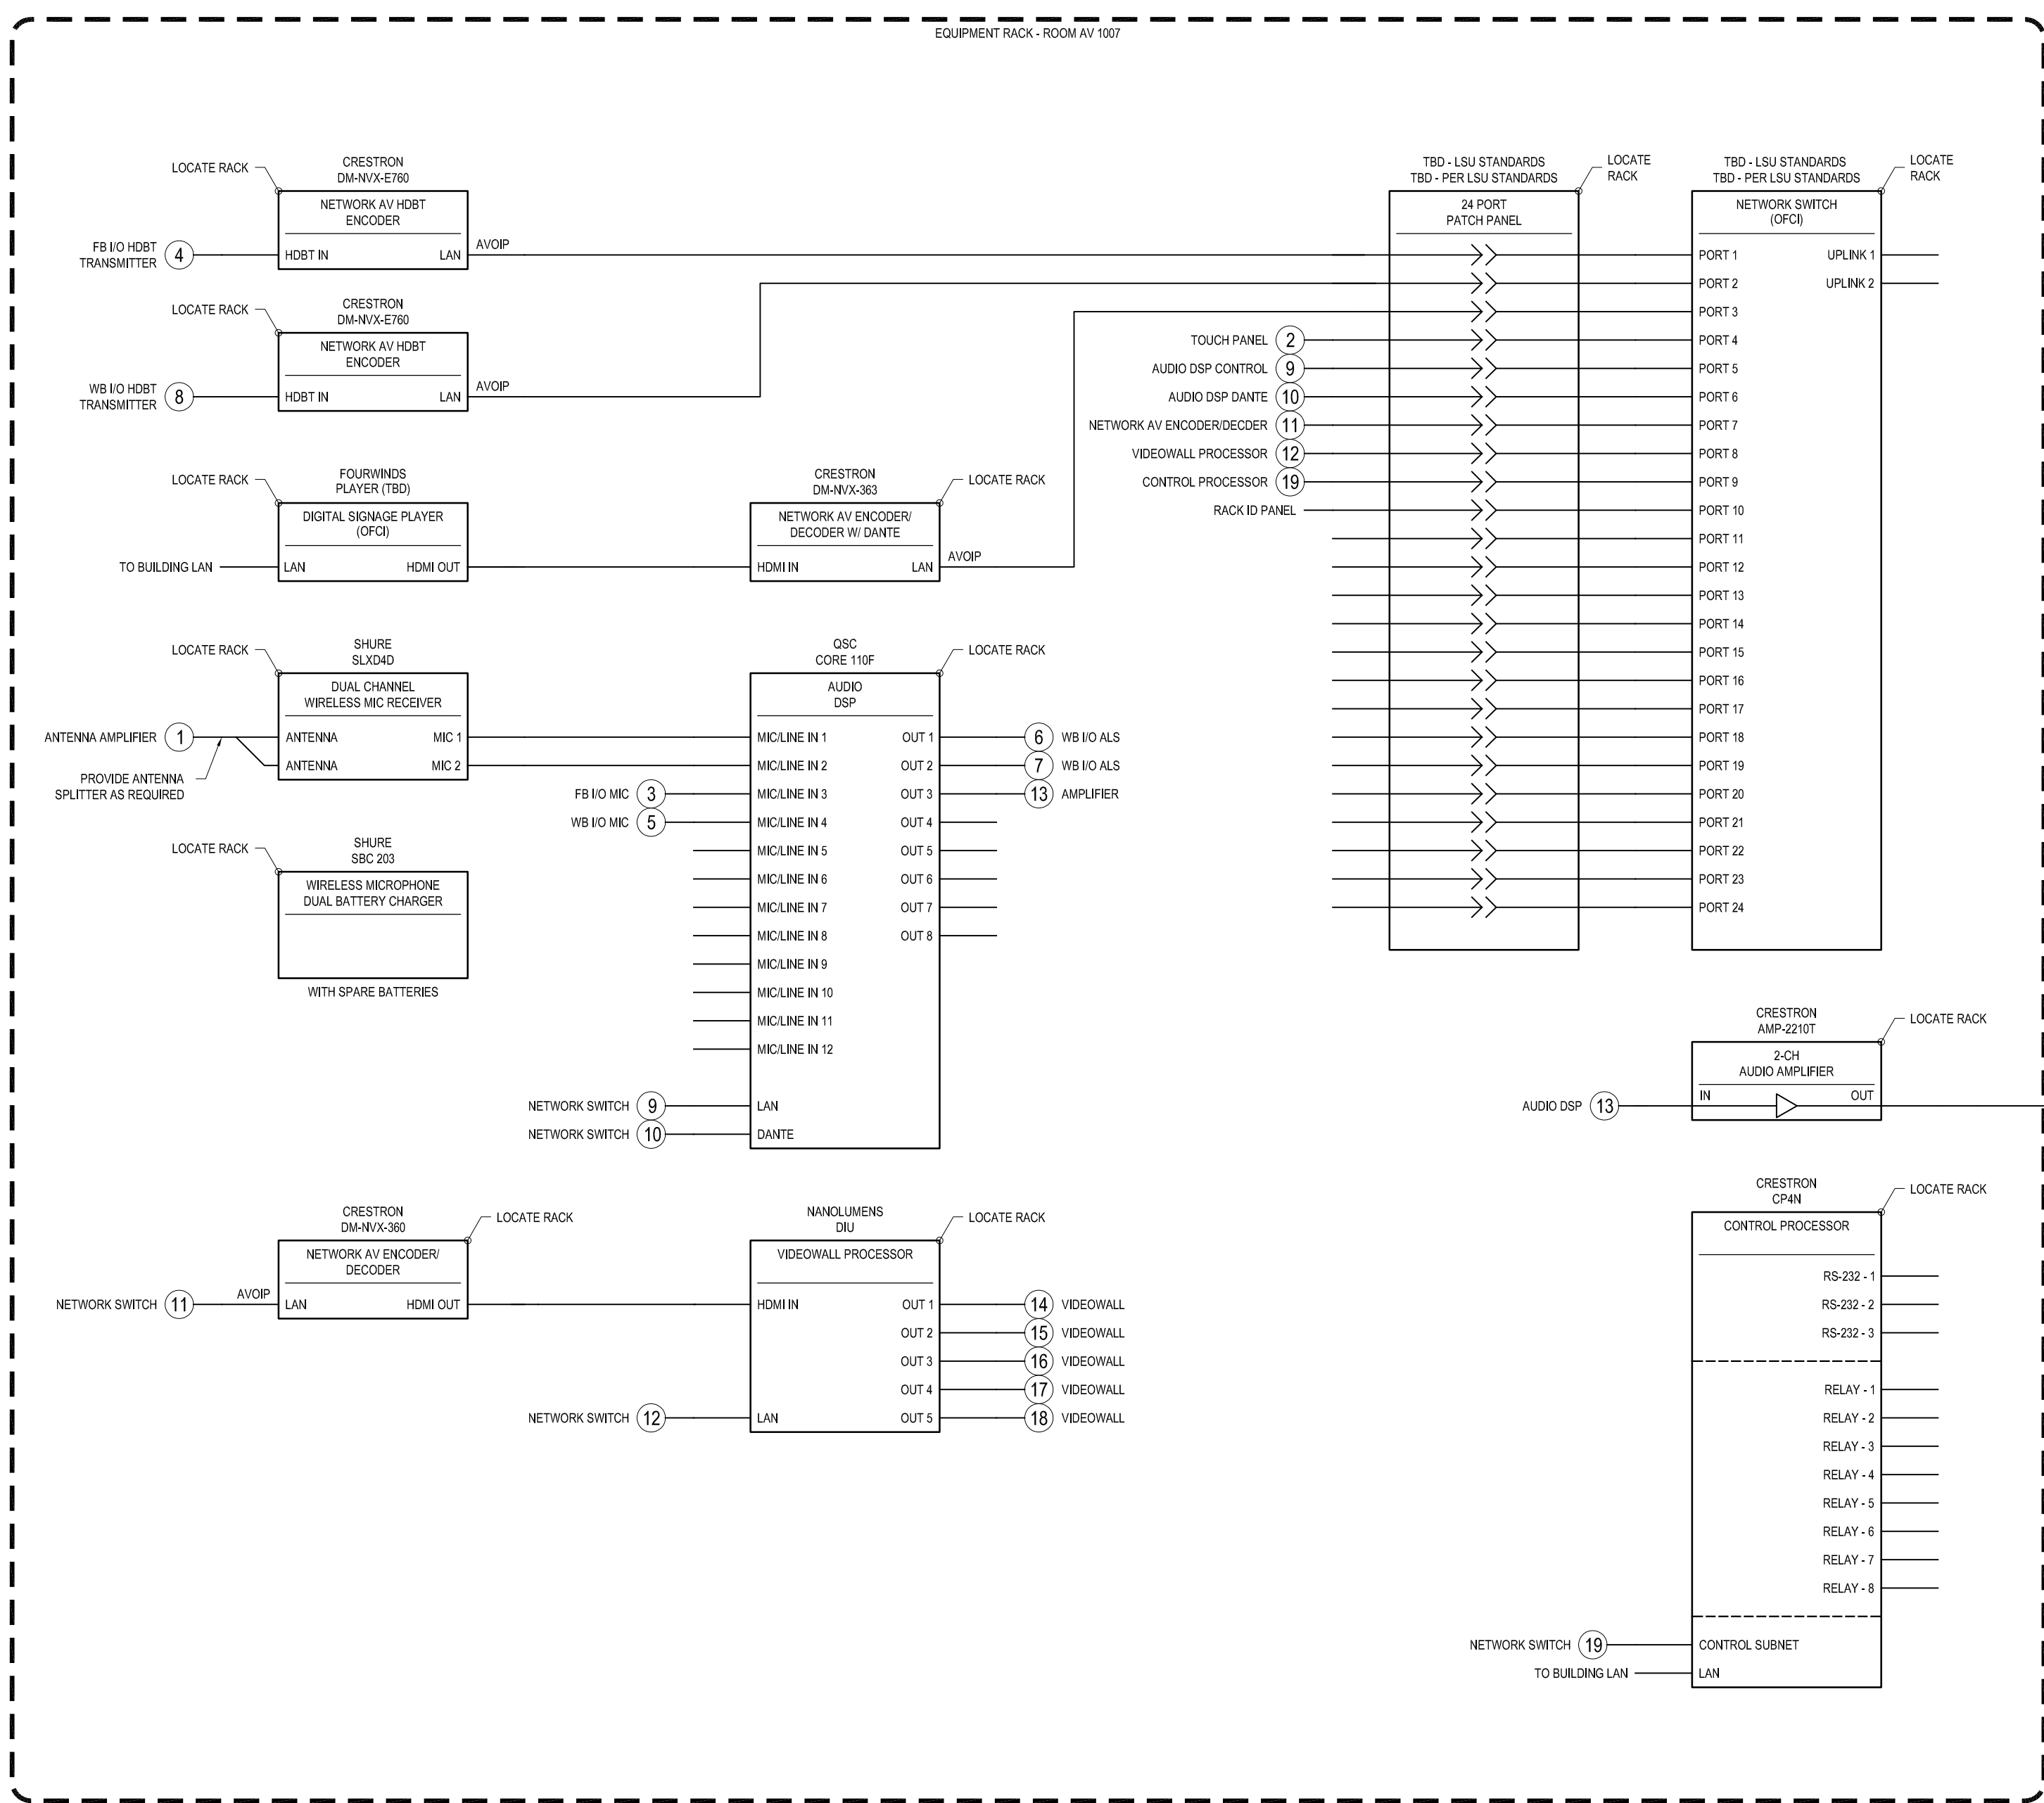 EQUIPMENT RACK - ROOM AV 1007
LOCATE RACK
CRESTRON
DM-NVX-E760
NETWORK AV HDBT
ENCODER
FB I/O HDBT
TRANSMITTER
4
HDBT IN
LAN
AVOIP
LOCATE RACK
CRESTRON
DM-NVX-E760
NETWORK AV HDBT
ENCODER
WB I/O HDBT
TRANSMITTER
8
HDBT IN
LAN
AVOIP
LOCATE RACK
FOURWINDS
PLAYER (TBD)
DIGITAL SIGNAGE PLAYER
(OFCI)
TO BUILDING LAN
LAN
HDMI OUT
CRESTRON
DM-NVX-363
LOCATE RACK
NETWORK AV ENCODER/
DECODER W/ DANTE
HDMI IN
LAN
AVOIP
LOCATE RACK
SHURE
SLXD4D
DUAL CHANNEL
WIRELESS MIC RECEIVER
ANTENNA AMPLIFIER
1
ANTENNA
MIC 1
ANTENNA
MIC 2
PROVIDE ANTENNA
SPLITTER AS REQUIRED
LOCATE RACK
SHURE
SBC 203
WIRELESS MICROPHONE
DUAL BATTERY CHARGER
WITH SPARE BATTERIES
QSC
CORE 110F
LOCATE RACK
AUDIO
DSP
MIC/LINE IN 1
OUT 1
6
WB I/O ALS
MIC/LINE IN 2
OUT 2
7
WB I/O ALS
FB I/O MIC
3
MIC/LINE IN 3
OUT 3
13
AMPLIFIER
WB I/O MIC
5
MIC/LINE IN 4
OUT 4
MIC/LINE IN 5
OUT 5
MIC/LINE IN 6
OUT 6
MIC/LINE IN 7
OUT 7
MIC/LINE IN 8
OUT 8
MIC/LINE IN 9
MIC/LINE IN 10
MIC/LINE IN 11
MIC/LINE IN 12
NETWORK SWITCH
9
LAN
NETWORK SWITCH
10
DANTE
CRESTRON
DM-NVX-360
LOCATE RACK
NETWORK AV ENCODER/
DECODER
NETWORK SWITCH
11
AVOIP
LAN
HDMI OUT
NANOLUMENS
DIU
LOCATE RACK
VIDEOWALL PROCESSOR
HDMI IN
OUT 1
14
VIDEOWALL
OUT 2
15
VIDEOWALL
OUT 3
16
VIDEOWALL
OUT 4
17
VIDEOWALL
NETWORK SWITCH
12
LAN
OUT 5
18
VIDEOWALL
TBD - LSU STANDARDS
TBD - PER LSU STANDARDS
LOCATE
RACK
24 PORT
PATCH PANEL
TOUCH PANEL
2
AUDIO DSP CONTROL
9
AUDIO DSP DANTE
10
NETWORK AV ENCODER/DECDER
11
VIDEOWALL PROCESSOR
12
CONTROL PROCESSOR
19
RACK ID PANEL
TBD - LSU STANDARDS
TBD - PER LSU STANDARDS
LOCATE
RACK
NETWORK SWITCH
(OFCI)
PORT 1
UPLINK 1
PORT 2
UPLINK 2
PORT 3
PORT 4
PORT 5
PORT 6
PORT 7
PORT 8
PORT 9
PORT 10
PORT 11
PORT 12
PORT 13
PORT 14
PORT 15
PORT 16
PORT 17
PORT 18
PORT 19
PORT 20
PORT 21
PORT 22
PORT 23
PORT 24
CRESTRON
AMP-2210T
LOCATE RACK
2-CH
AUDIO AMPLIFIER
AUDIO DSP
13
IN
OUT
CRESTRON
CP4N
LOCATE RACK
CONTROL PROCESSOR
RS-232 - 1
RS-232 - 2
RS-232 - 3
RELAY - 1
RELAY - 2
RELAY - 3
RELAY - 4
RELAY - 5
RELAY - 6
RELAY - 7
RELAY - 8
NETWORK SWITCH
19
CONTROL SUBNET
TO BUILDING LAN
LAN